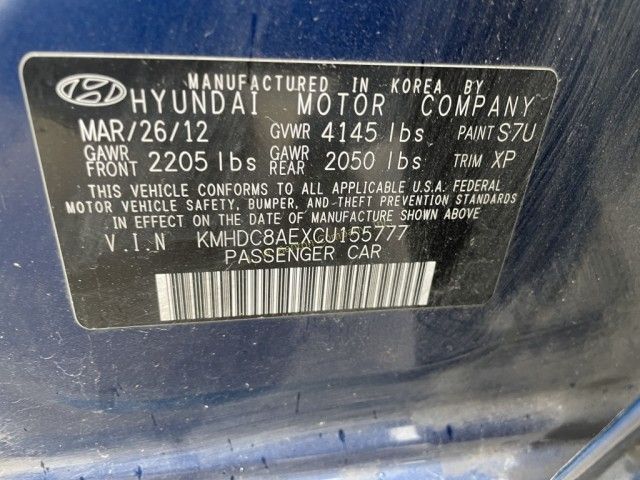 MANUFACTURED IN KOREA BY
HYUNDAI MOTOR COMPANY
MAR/26/12 GVWR 4145 lbs PAINT S7U
GAWR FRONT 2205 lbs GAWR REAR 2050 lbs TRIM XP
THIS VEHICLE CONFORMS TO ALL APPLICABLE U.S.A. FEDERAL
MOTOR VEHICLE SAFETY, BUMPER, AND THEFT PREVENTION
STANDARDS IN EFFECT ON THE DATE OF MANUFACTURE SHOWN ABOVE
V.I.N KMHDC8AEXCU155777
PASSENGER CAR